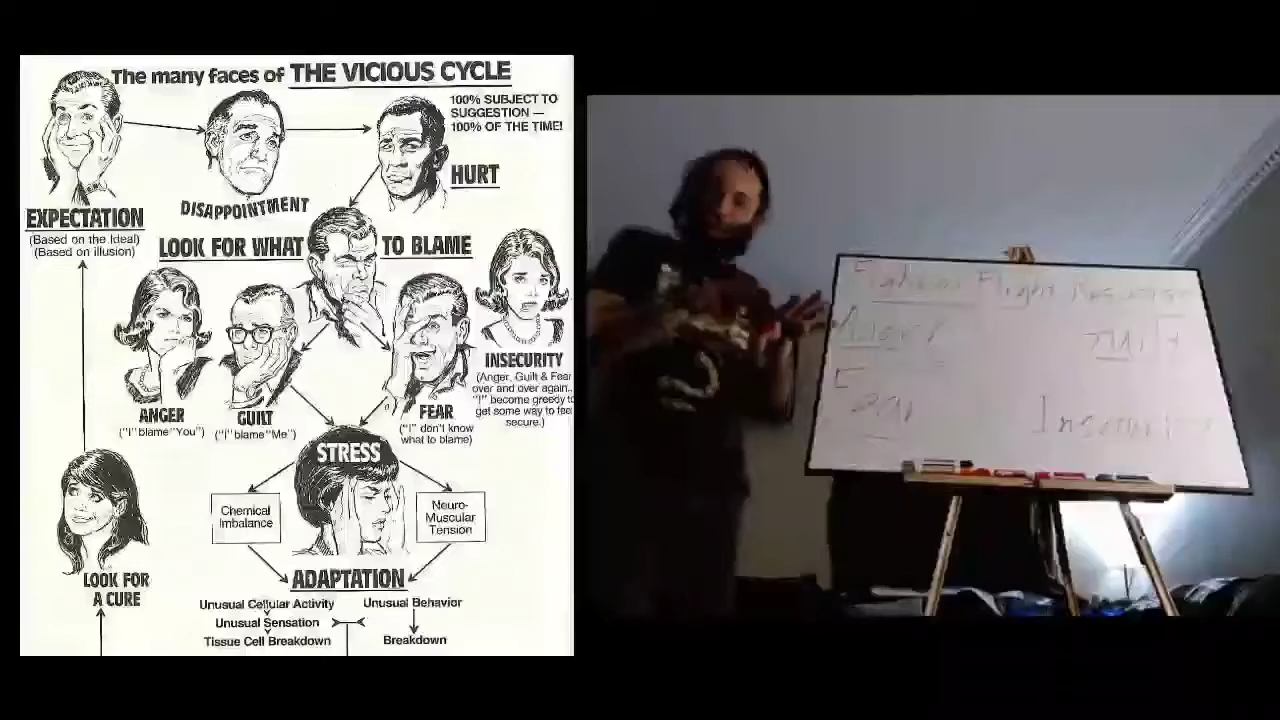 The many faces of THE VICIOUS CYCLE
100% SUBJECT TO
SUGGESTION —
100% OF THE TIME!
HURT
DISAPPOINTMENT
EXPECTATION
(Based on the Ideal)
(Based on illusion)
LOOK FOR WHAT TO BLAME
INSECURITY
(Anger, Guilt & Fear
over and over again..
"I" become greedy to
get some way to feel
secure.)
ANGER
("I" blame "You")
GUILT
("I" blame "Me")
FEAR
("I" don't know
what to blame)
STRESS
Chemical
Imbalance
Neuro-
Muscular
Tension
LOOK FOR
A CURE
ADAPTATION
Unusual Cellular Activity
Unusual Sensation
Tissue Cell Breakdown
Unusual Behavior
Breakdown
Flight
Fear